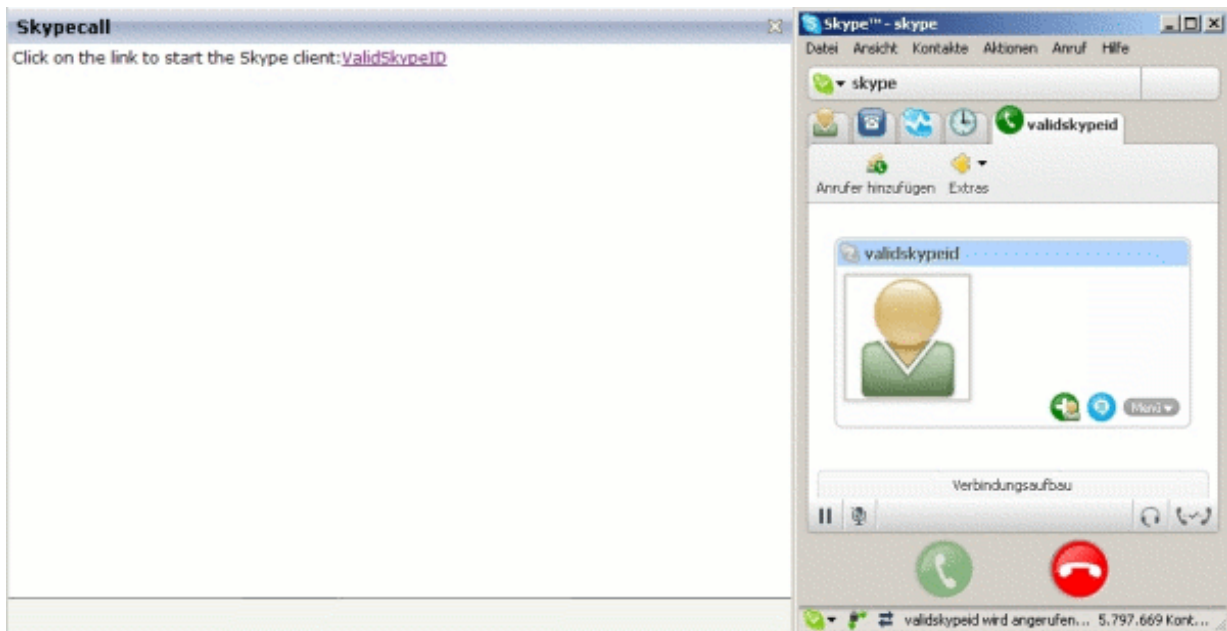 Skypecall
Click on the link to start the Skype client:ValidSkypeID
Skype™ - skype
Datei Ansicht Kontakte Aktionen Anruf Hilfe
skype
validskypeid
Anrufer hinzufügen Extras
validskypeid
Menü
Verbindungsaufbau
validskypeid wird angerufen... 5.797.669 Kont...